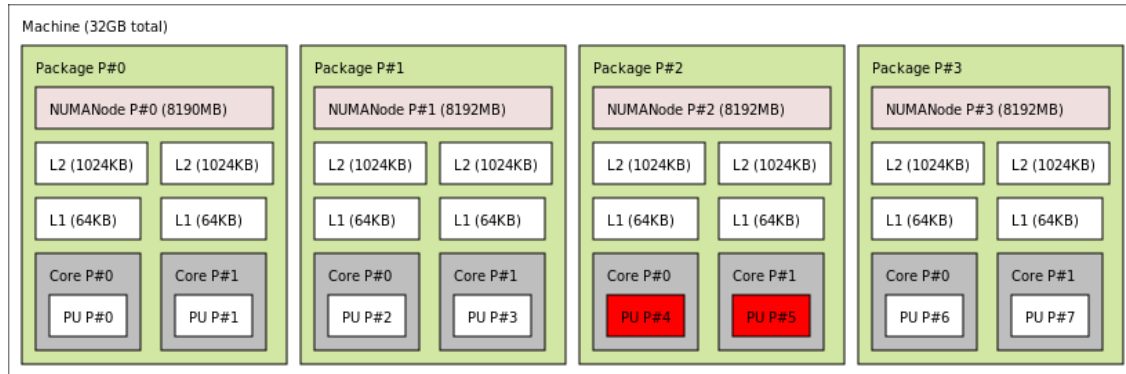 Machine (32GB total)
Package P#0
NUMANode P#0 (8190MB)
L2 (1024KB) L2 (1024KB)
L1 (64KB) L1 (64KB)
Core P#0 Core P#1
PU P#0 PU P#1
Package P#1
NUMANode P#1 (8192MB)
L2 (1024KB) L2 (1024KB)
L1 (64KB) L1 (64KB)
Core P#0 Core P#1
PU P#2 PU P#3
Package P#2
NUMANode P#2 (8192MB)
L2 (1024KB) L2 (1024KB)
L1 (64KB) L1 (64KB)
Core P#0 Core P#1
PU P#4 PU P#5
Package P#3
NUMANode P#3 (8192MB)
L2 (1024KB) L2 (1024KB)
L1 (64KB) L1 (64KB)
Core P#0 Core P#1
PU P#6 PU P#7